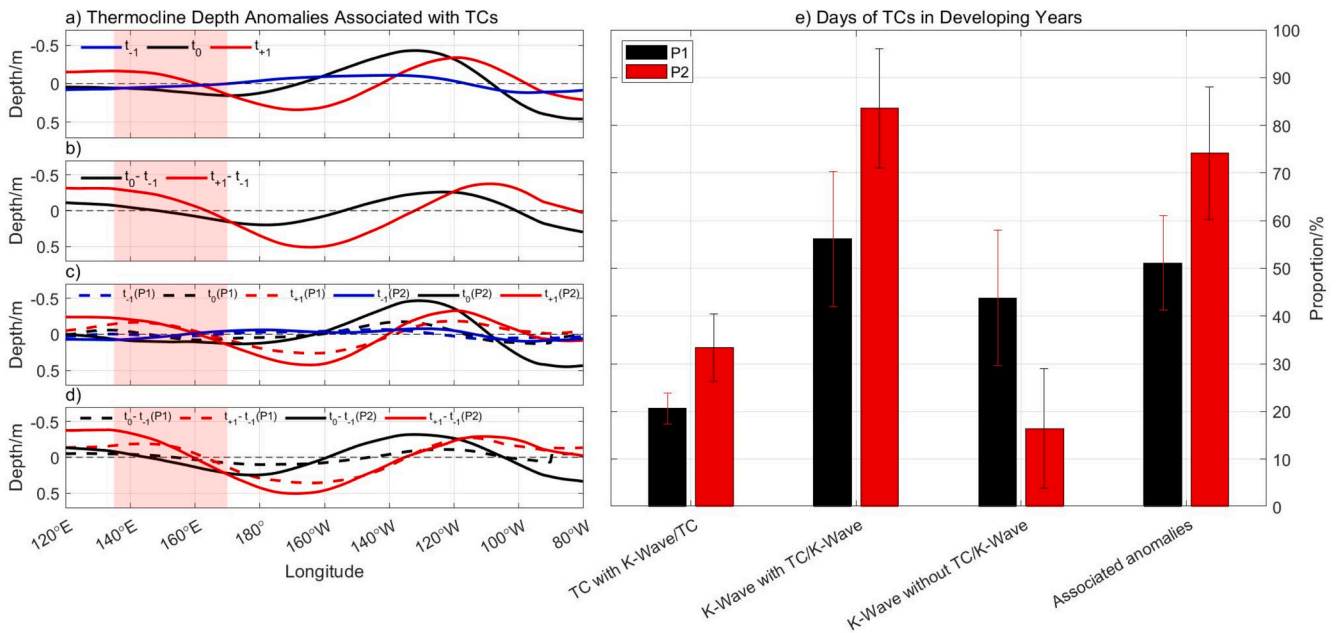 a) Thermocline Depth Anomalies Associated with TCs
-0.5
0
0.5
Depth/m
t-1 t0 t+1
b)
-0.5
0
0.5
Depth/m
t0- t-1 t+1- t-1
c)
-0.5
0
0.5
Depth/m
t-1(P1) t0(P1) t+1(P1) t-1(P2) t0(P2) t+1(P2)
d)
-0.5
0
0.5
Depth/m
t0- t-1(P1) t+1- t-1(P1) t0- t-1(P2) t+1- t-1(P2)
120°E 140°E 160°E 180° 160°W 140°W 120°W 100°W 80°W
Longitude
e) Days of TCs in Developing Years
P1
P2
100
90
80
70
60
50
40
30
20
10
0
Proportion/%
TC with K-Wave/TC
K-Wave with TC/K-Wave
K-Wave without TC/K-Wave
Associated anomalies